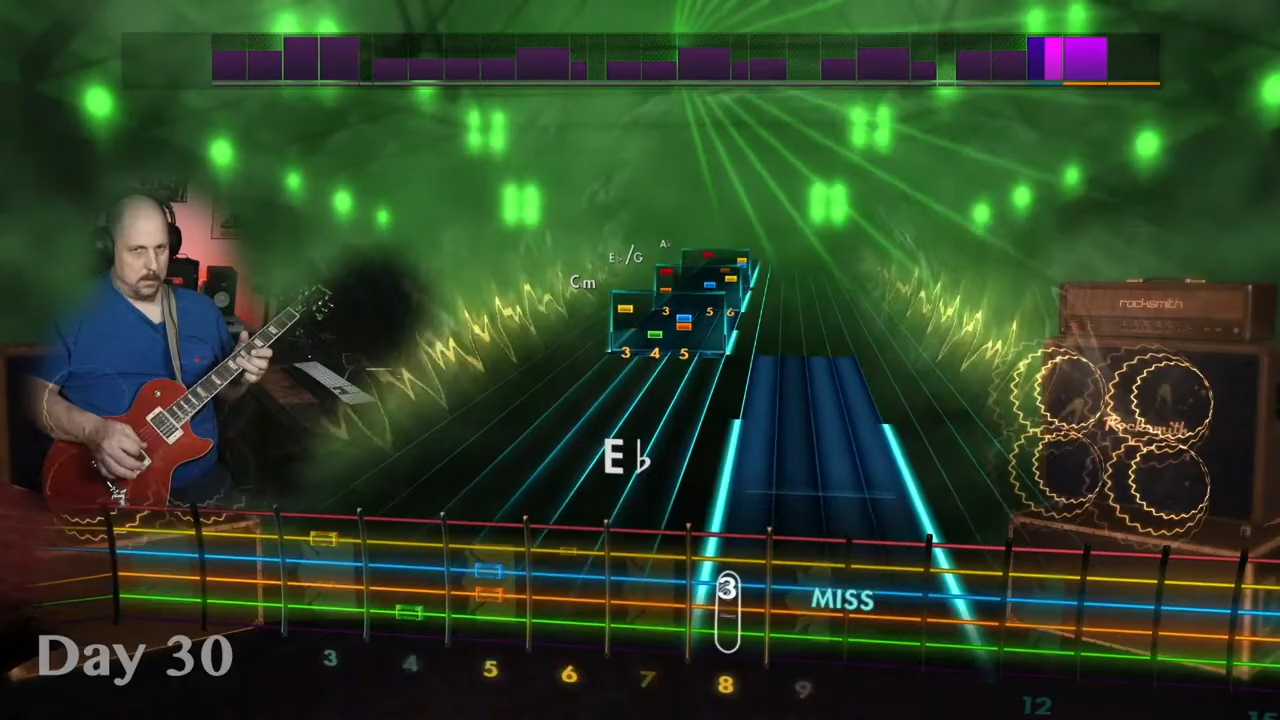 A♭
E♭/G
Cm
3 5 6
3 4 5
E♭
rocksmith
Rocksmith
3
MISS
Day 30
3 4 5 6 7 8 9 12